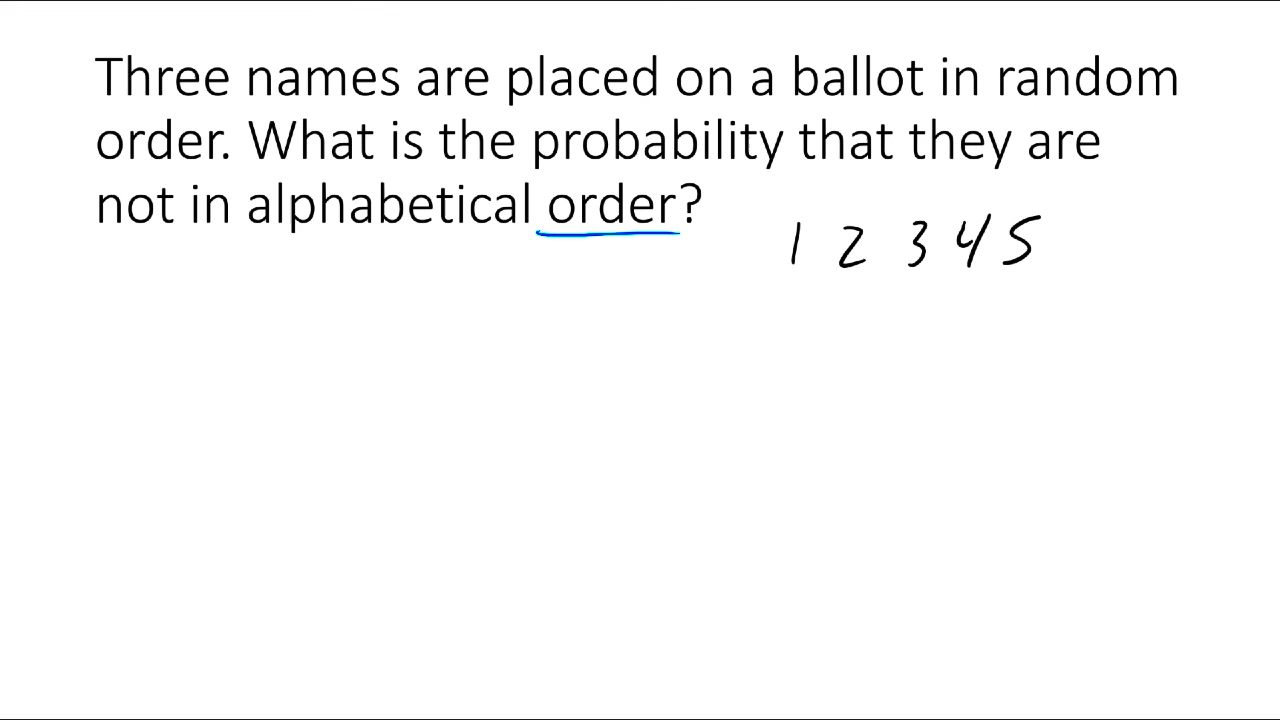 Three names are placed on a ballot in random
order. What is the probability that they are
not in alphabetical order?
1 2 3 4 5